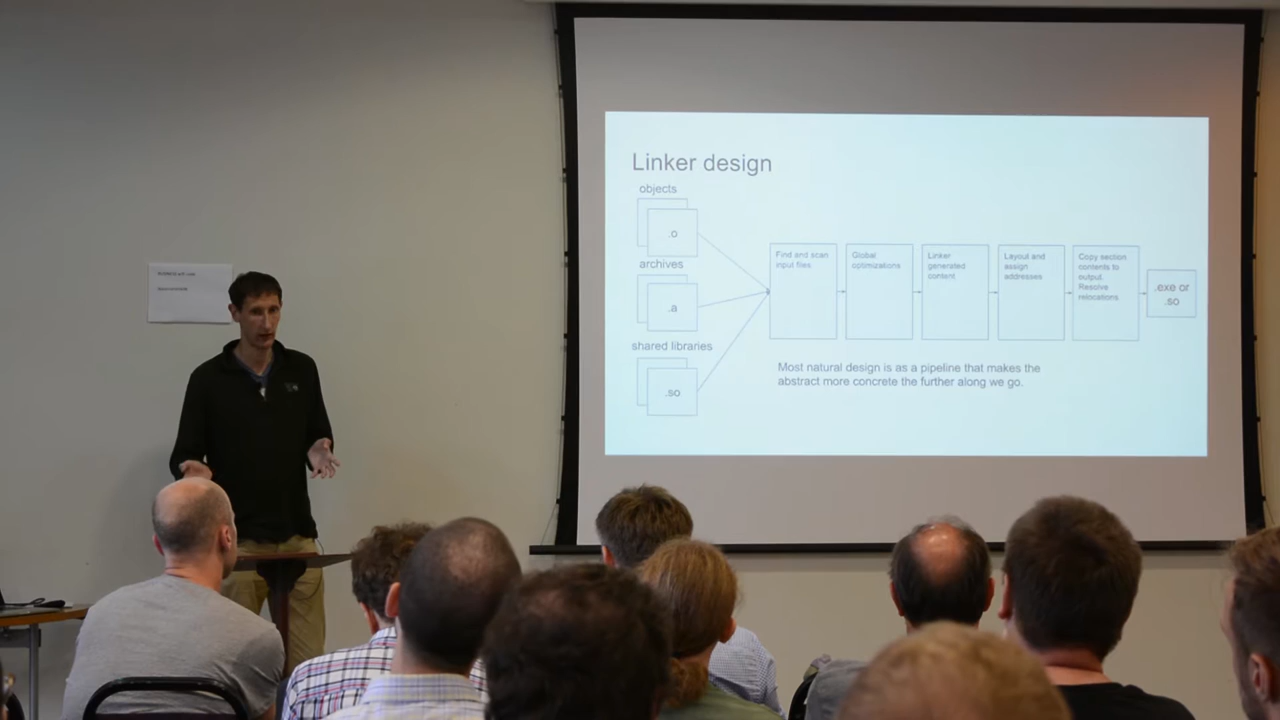 Linker design
objects
.o
archives
.a
shared libraries
.so
Find and scan
input files
Global
optimizations
Linker
generated
content
Layout and
assign
addresses
Copy section
contents to
output.
Resolve
relocations
.exe or
.so
Most natural design is as a pipeline that makes the
abstract more concrete the further along we go.